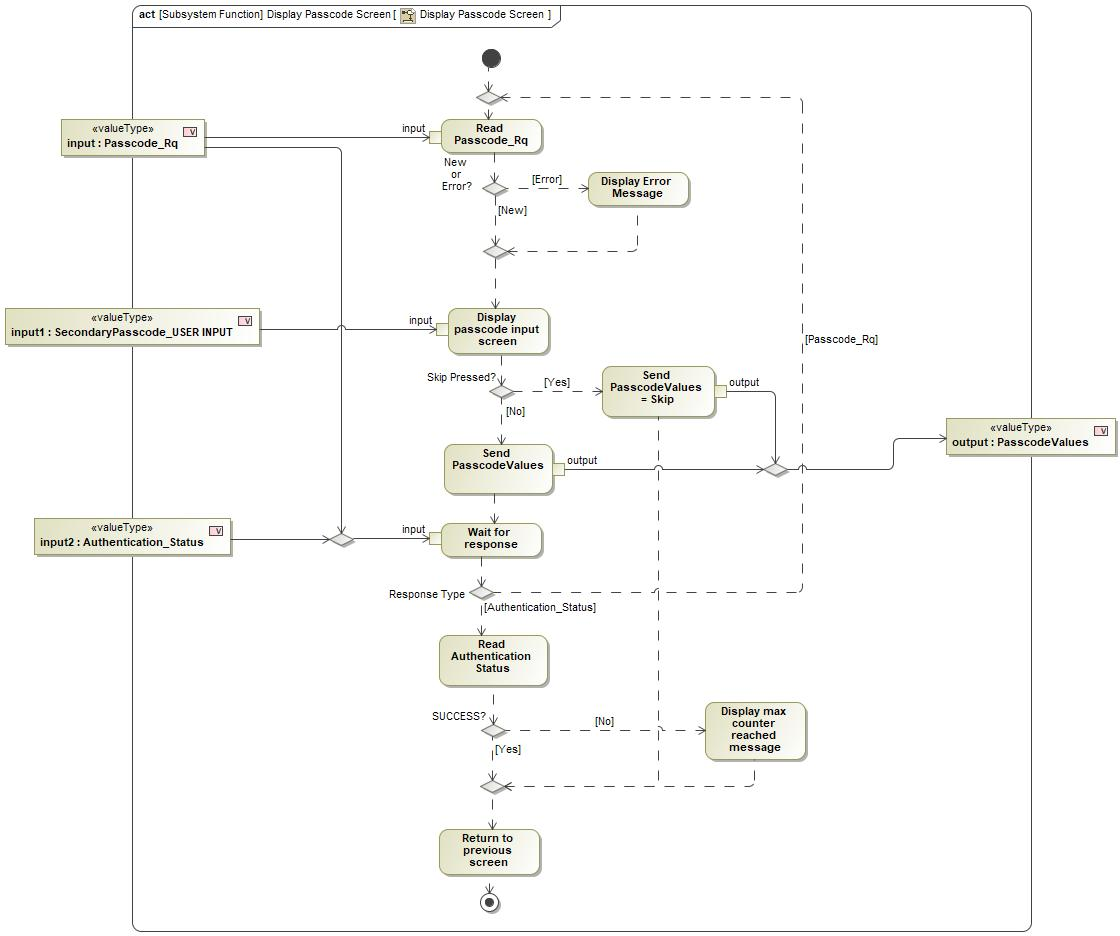 act [Subsystem Function] Display Passcode Screen [ Display Passcode Screen ]
«valueType»
input : Passcode_Rq
V
input
Read
Passcode_Rq
New
or
Error?
[Error]
Display Error
Message
[New]
«valueType»
input1 : SecondaryPasscode_USER INPUT
V
input
Display
passcode input
screen
[Passcode_Rq]
Skip Pressed?
[Yes]
Send
PasscodeValues
= Skip
output
[No]
«valueType»
output : PasscodeValues
V
Send
PasscodeValues
output
«valueType»
input2 : Authentication_Status
V
input
Wait for
response
Response Type
[Authentication_Status]
Read
Authentication
Status
SUCCESS?
[No]
Display max
counter
reached
message
[Yes]
Return to
previous
screen